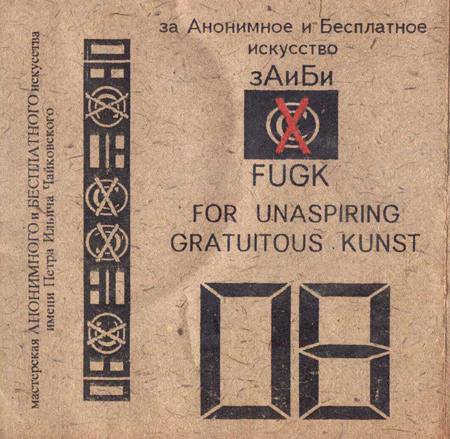 мастерская АНОНИМНОГО и БЕСПЛАТНОГО искусства
имени Петра Ильича Чайковского
за Анонимное и Бесплатное
искусство
зАиБи
FUGK
FOR UNASPIRING
GRATUITOUS KUNST
08